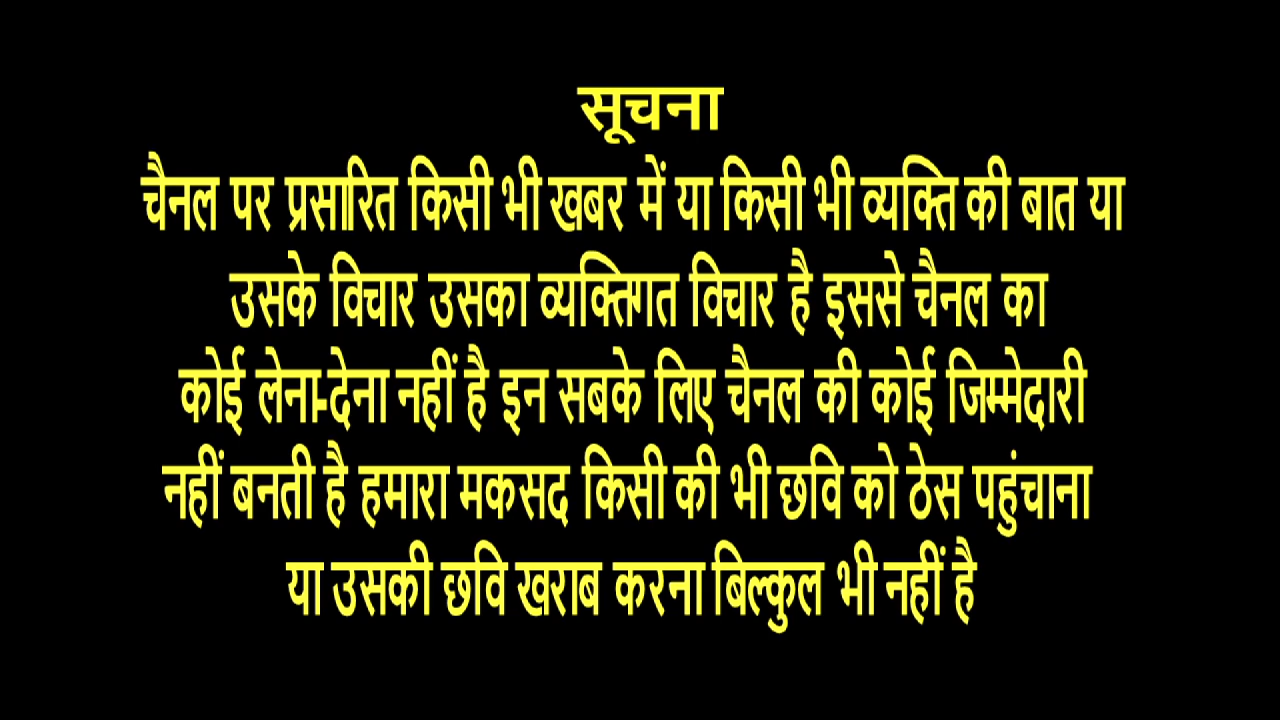 सूचना
चैनल पर प्रसारित किसी भी खबर में या किसी भी व्यक्ति की बात या
उसके विचार उसका व्यक्तिगत विचार है इससे चैनल का
कोई लेना-देना नहीं है इन सबके लिए चैनल की कोई जिम्मेदारी
नहीं बनती है हमारा मकसद किसी की भी छवि को ठेस पहुंचाना
या उसकी छवि खराब करना बिल्कुल भी नहीं है